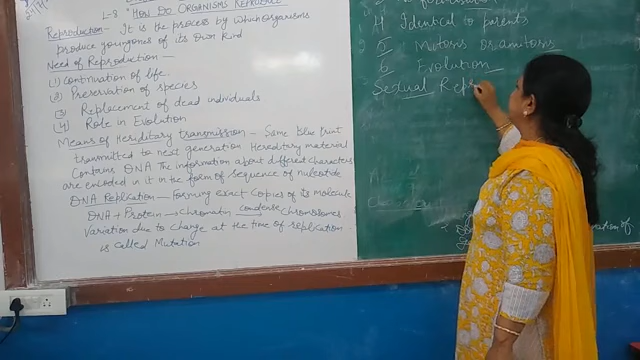 L-8 "HOW DO ORGANISMS REPRODUCE
Reproduction - It is the process by which organisms
produce youngones of its own kind
Need of Reproduction —
(1) Continuation of life.
(2) Preservation of species
(3) Replacement of dead individuals
(4) Role in Evolution
Means of Hereditary transmission - Same Blue Print
transmitted to next generation Hereditary material
Contains DNA The information about different characters
are encoded in it in the form of sequence of nucleotide
DNA Replication - Forming exact Copies of its Molecule
DNA + Protein → Chromatin condense Chromosomes
Variation due to change at the time of replication
is called Mutation
4 Identical to parents
5 Mitosis or amitosis
6 Evolution
Sexual Rep